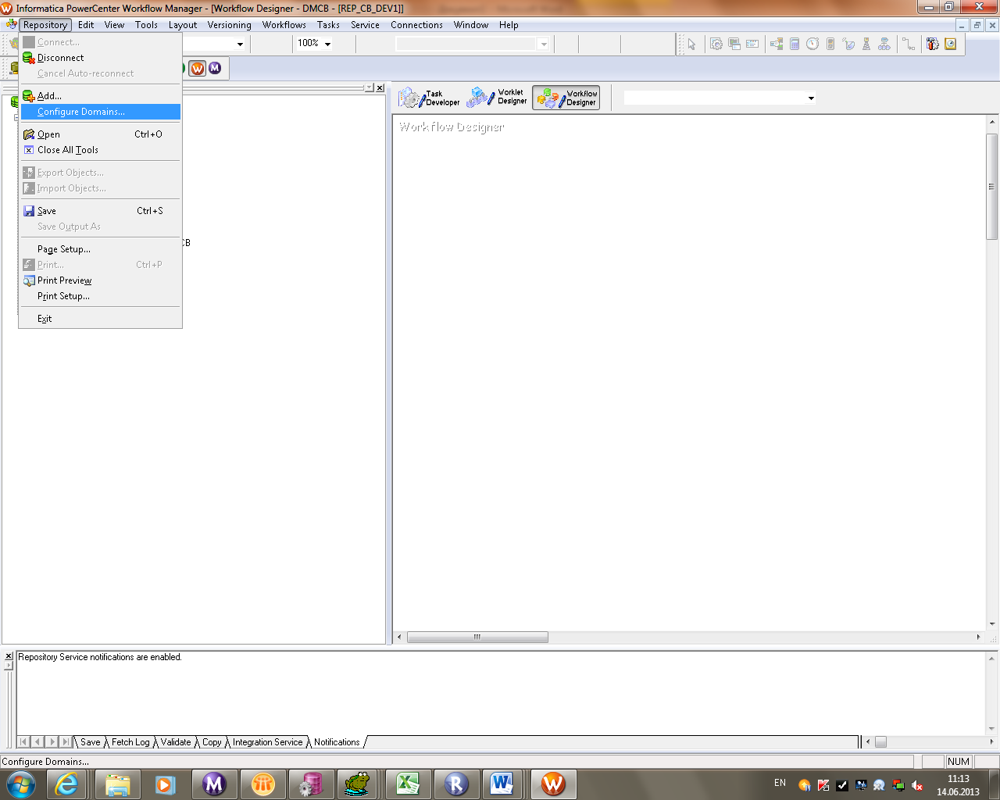 Informatica PowerCenter Workflow Manager - [Workflow Designer - DMCB - [REP_CB_DEV1]]
Repository Edit View Tools Layout Versioning Workflows Tasks Service Connections Window Help
Connect...
100%
Disconnect
Cancel Auto-reconnect
W M
Add...
Task Developer
Worklet Designer
Workflow Designer
Configure Domains...
Workflow Designer
Open Ctrl+O
Close All Tools
Export Objects...
Import Objects...
Save Ctrl+S
Save Output As
CB
Page Setup...
Print... Ctrl+P
Print Preview
Print Setup...
Exit
Repository Service notifications are enabled.
Save Fetch Log Validate Copy Integration Service Notifications
Configure Domains... NUM
EN
11:13
14.06.2013